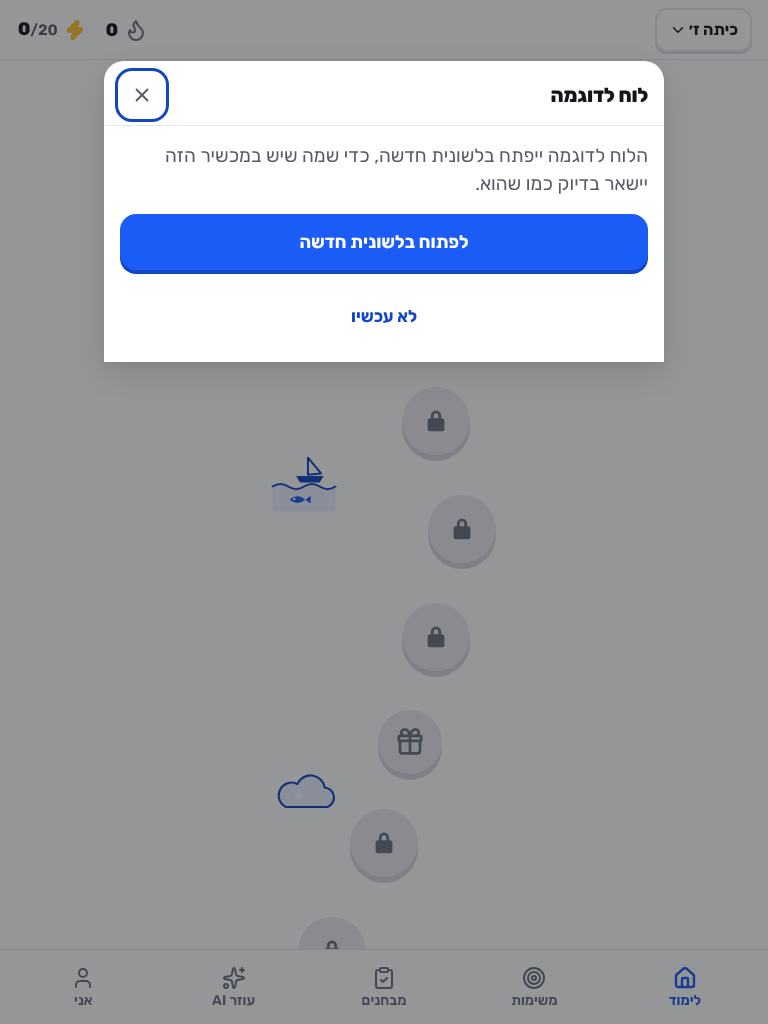 כיתה ז׳
0
0/20
לוח לדוגמה
הלוח לדוגמה ייפתח בלשונית חדשה, כדי שמה שיש במכשיר הזה
יישאר בדיוק כמו שהוא.
לפתוח בלשונית חדשה
לא עכשיו
לימוד
משימות
מבחנים
עוזר AI
אני